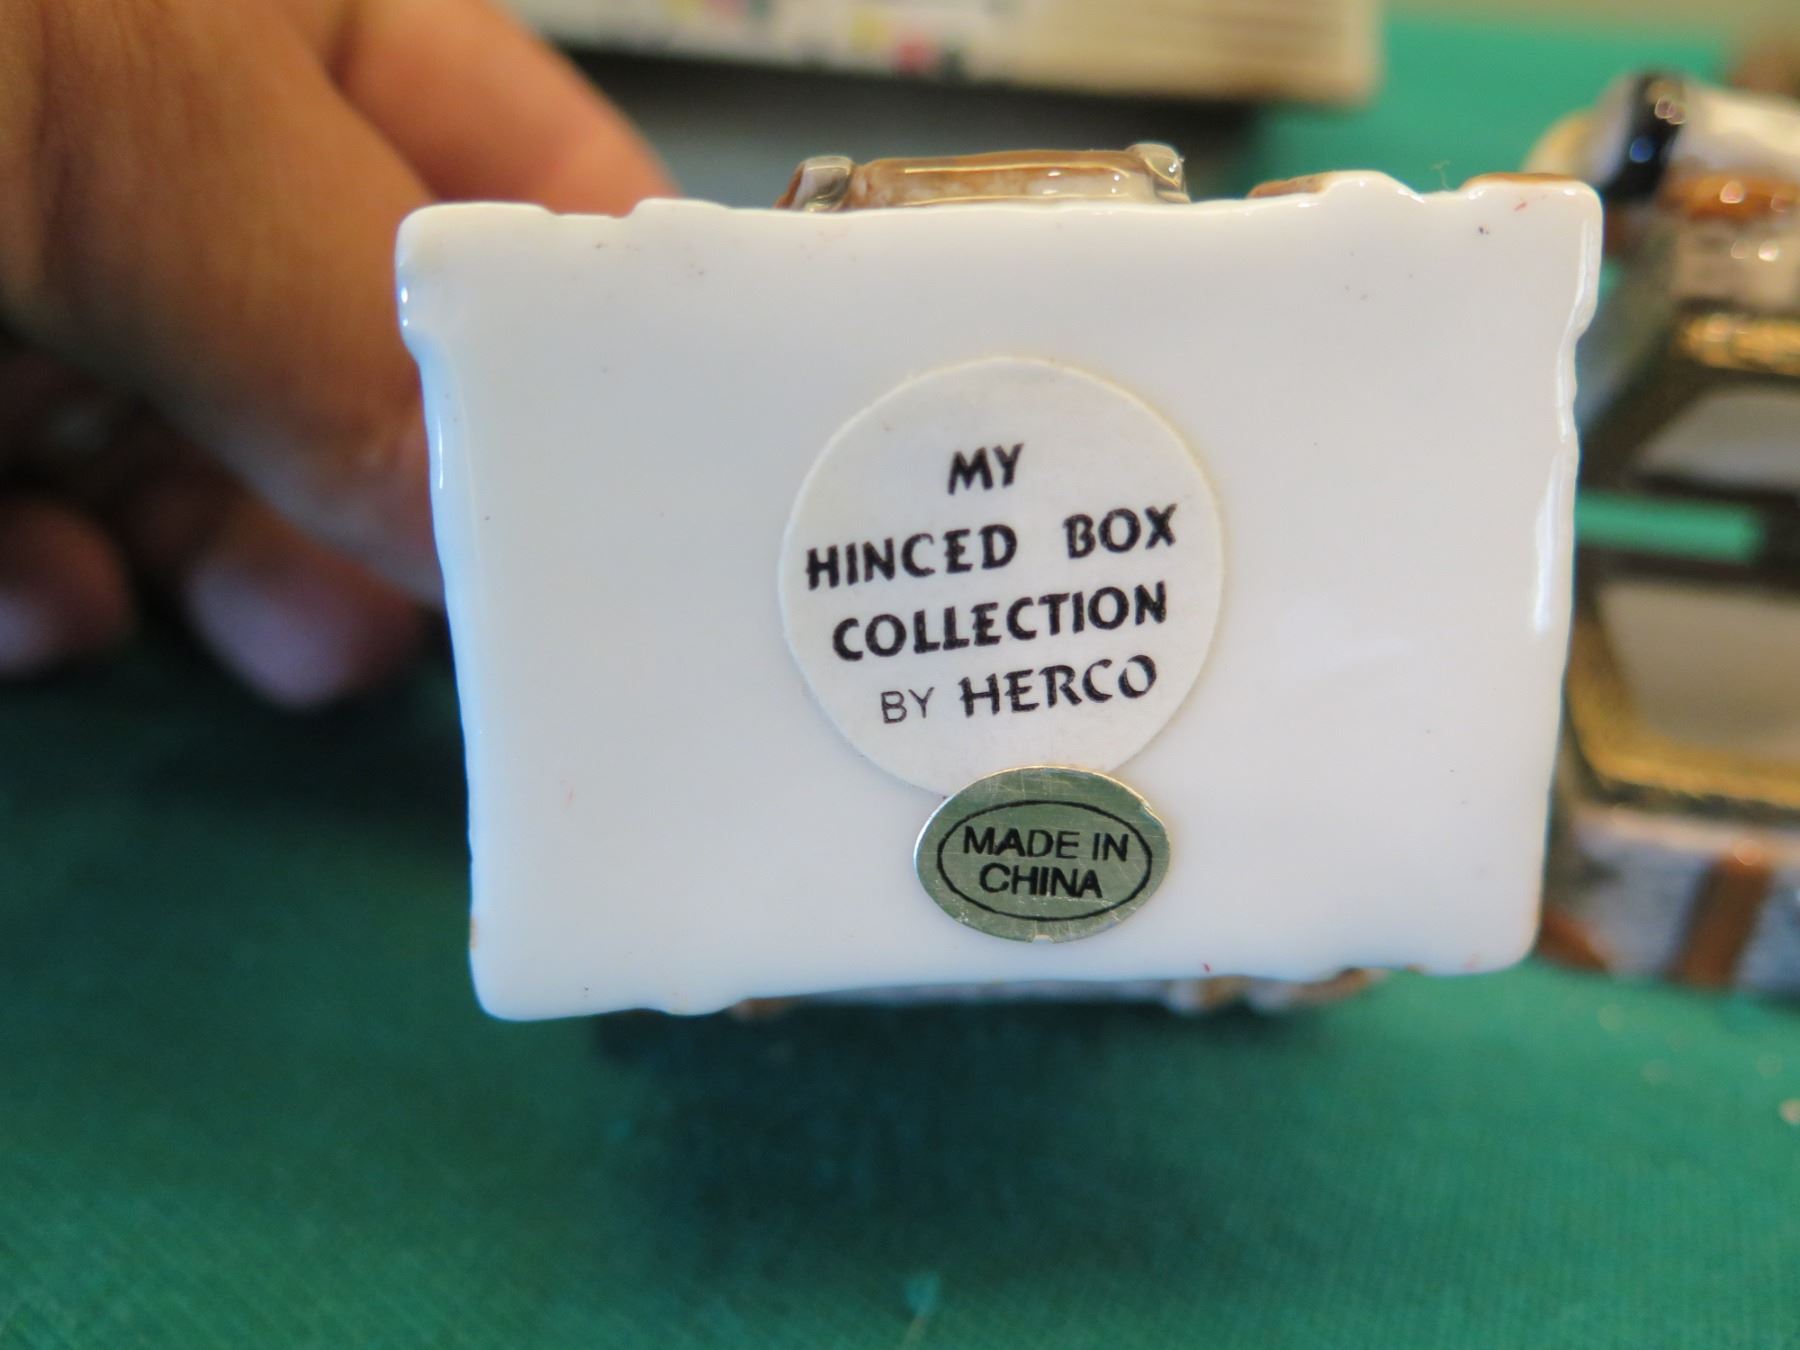 MY
HINCED BOX
COLLECTION
BY HERCO
MADE IN
CHINA